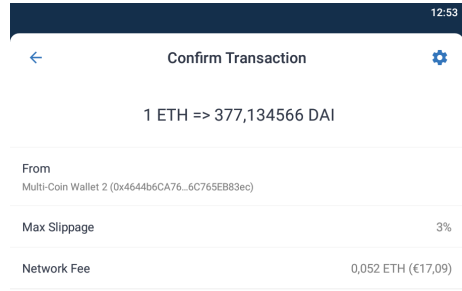 12:53
Confirm Transaction
1 ETH => 377,134566 DAI
From
Multi-Coin Wallet 2 (0x4644b6CA76...6C765EB83ec)
Max Slippage 3%
Network Fee 0,052 ETH (€17,09)